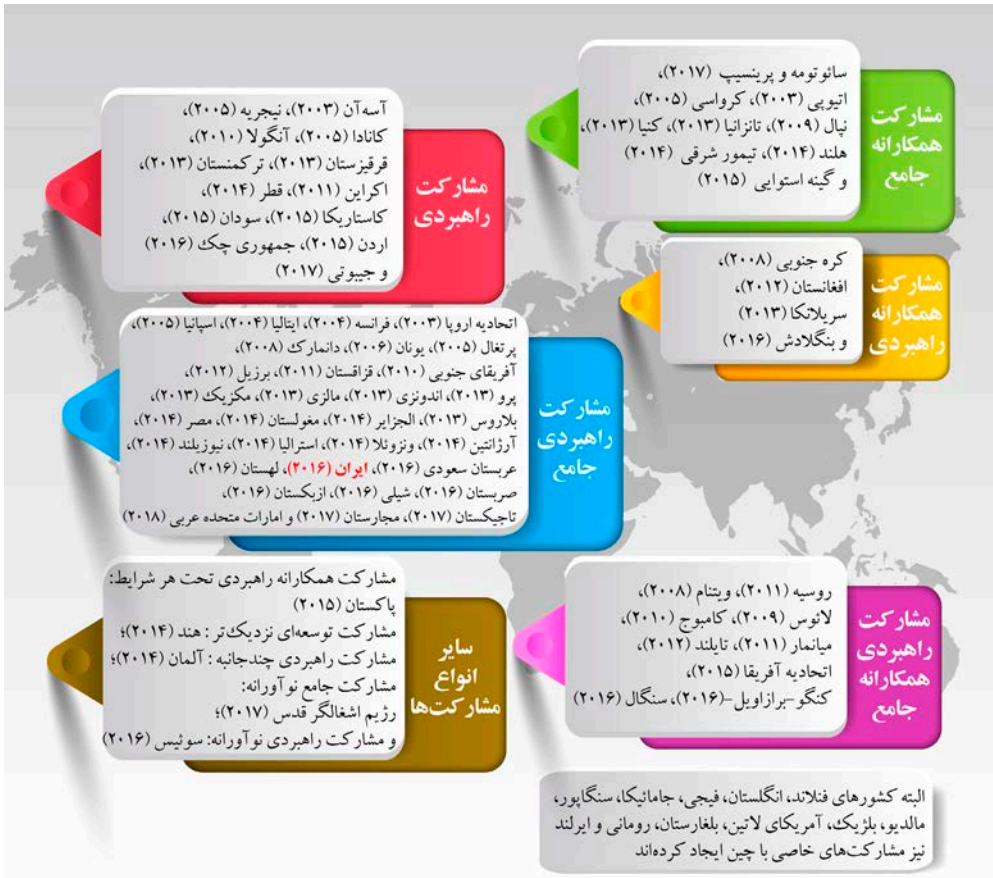 مشارکت
همکارانه
جامع
سائوتومه و پرینسیپ (۲۰۱۷)،
اتیوپی (۲۰۰۳)، کرواسی (۲۰۰۵)،
نپال (۲۰۰۹)، تانزانیا (۲۰۱۳)، کنیا (۲۰۱۳)،
هلند (۲۰۱۴)، تیمور شرقی (۲۰۱۴)
و گینه استوایی (۲۰۱۵)
مشارکت
راهبردی
آسه‌آن (۲۰۰۳)، نیجریه (۲۰۰۵)،
کانادا (۲۰۰۵)، آنگولا (۲۰۱۰)،
قرقیزستان (۲۰۱۳)، ترکمنستان (۲۰۱۳)،
اکراین (۲۰۱۱)، قطر (۲۰۱۴)،
کاستاریکا (۲۰۱۵)، سودان (۲۰۱۵)،
اردن (۲۰۱۵)، جمهوری چک (۲۰۱۶)
و جیبوتی (۲۰۱۷)
مشارکت
همکارانه
راهبردی
کره جنوبی (۲۰۰۸)،
افغانستان (۲۰۱۲)،
سریلانکا (۲۰۱۳)
و بنگلادش (۲۰۱۶)
مشارکت
راهبردی
جامع
اتحادیه اروپا (۲۰۰۳)، فرانسه (۲۰۰۴)، ایتالیا (۲۰۰۴)، اسپانیا (۲۰۰۵)،
پرتغال (۲۰۰۵)، یونان (۲۰۰۶)، دانمارک (۲۰۰۸)،
آفریقای جنوبی (۲۰۱۰)، قزاقستان (۲۰۱۱)، برزیل (۲۰۱۲)،
پرو (۲۰۱۳)، اندونزی (۲۰۱۳)، مالزی (۲۰۱۳)، مکزیک (۲۰۱۳)،
بلاروس (۲۰۱۳)، الجزایر (۲۰۱۴)، مغولستان (۲۰۱۴)، مصر (۲۰۱۴)،
آرژانتین (۲۰۱۴)، ونزوئلا (۲۰۱۴)، استرالیا (۲۰۱۴)، نیوزیلند (۲۰۱۴)،
عربستان سعودی (۲۰۱۶)، ایران (۲۰۱۶)، لهستان (۲۰۱۶)،
صربستان (۲۰۱۶)، شیلی (۲۰۱۶)، ازبکستان (۲۰۱۶)،
تاجیکستان (۲۰۱۷)، مجارستان (۲۰۱۷) و امارات متحده عربی (۲۰۱۸)
مشارکت
راهبردی
همکارانه
جامع
روسیه (۲۰۱۱)، ویتنام (۲۰۰۸)،
لائوس (۲۰۰۹)، کامبوج (۲۰۱۰)،
میانمار (۲۰۱۱)، تایلند (۲۰۱۲)،
اتحادیه آفریقا (۲۰۱۵)،
کنگو-برازاویل-(۲۰۱۶)، سنگال (۲۰۱۶)
سایر
انواع
مشارکت‌ها
مشارکت همکارانه راهبردی تحت هر شرایط:
پاکستان (۲۰۱۵)
مشارکت توسعه‌ای نزدیک‌تر : هند (۲۰۱۴)؛
مشارکت راهبردی چندجانبه : آلمان (۲۰۱۴)؛
مشارکت جامع نوآورانه:
رژیم اشغالگر قدس (۲۰۱۷)؛
و مشارکت راهبردی نوآورانه: سوئیس (۲۰۱۶)
البته کشورهای فنلاند، انگلستان، فیجی، جامائیکا، سنگاپور،
مالدیو، بلژیک، آمریکای لاتین، بلغارستان، رومانی و ایرلند
نیز مشارکت‌های خاصی با چین ایجاد کرده‌اند